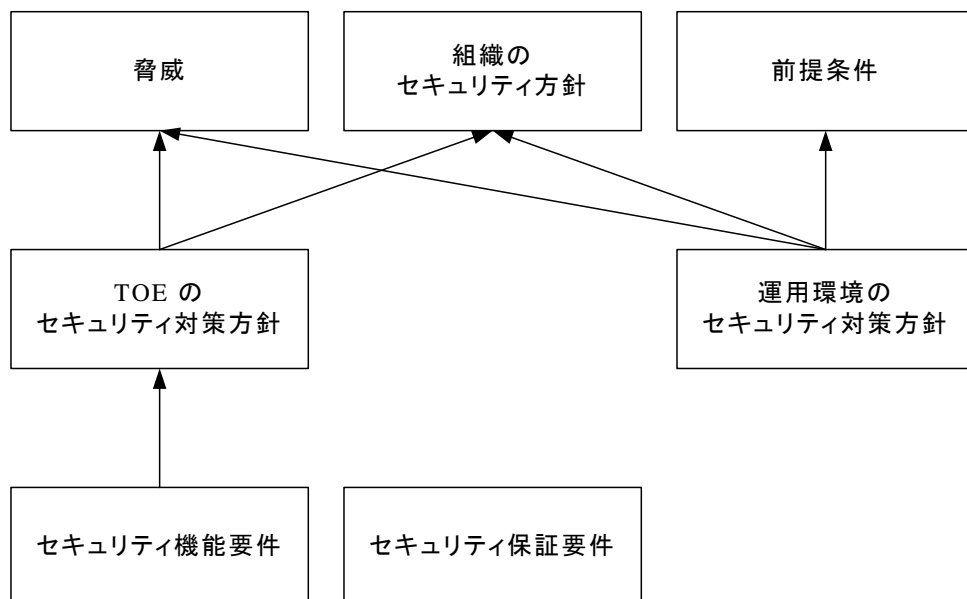 脅威
組織の
セキュリティ方針
前提条件
TOE の
セキュリティ対策方針
運用環境の
セキュリティ対策方針
セキュリティ機能要件
セキュリティ保証要件